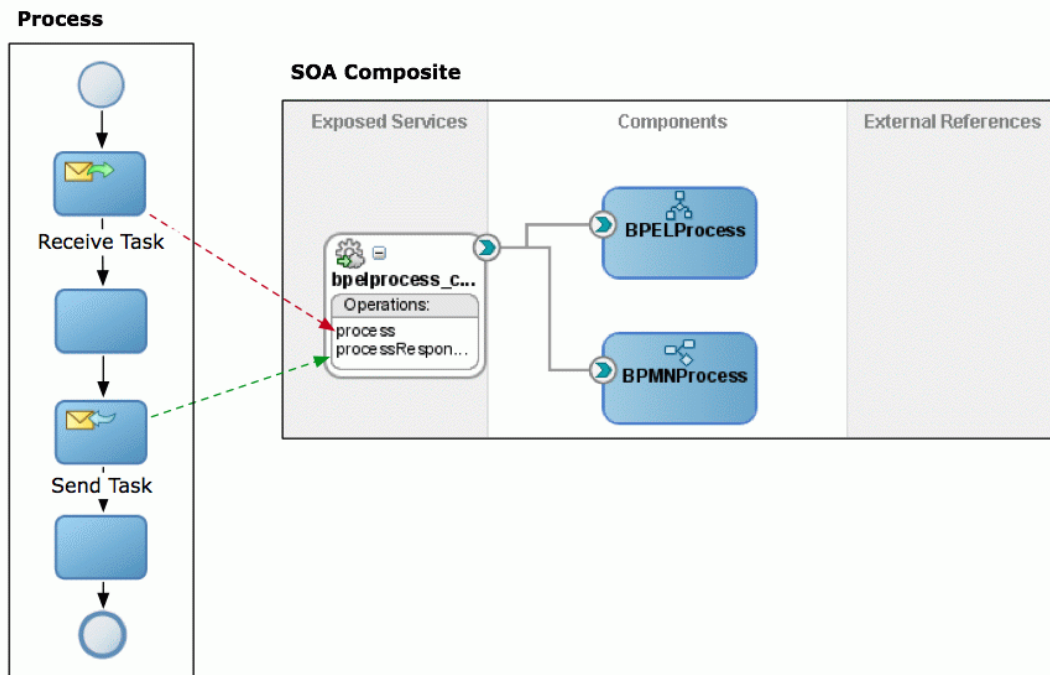 Process
SOA Composite
Exposed Services
Components
External References
Receive Task
BPELProcess
bpelprocess_c...
Operations:
process
processRespon...
BPMNProcess
Send Task